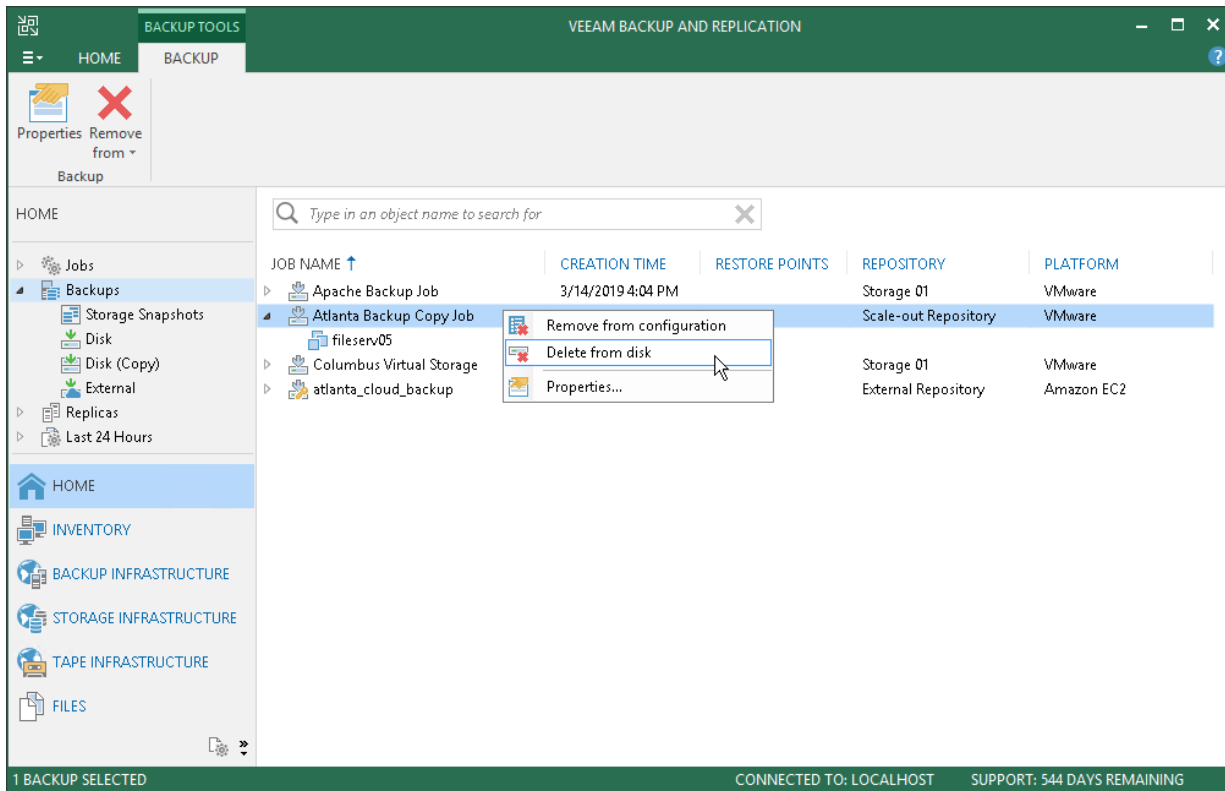 BACKUP TOOLS
VEEAM BACKUP AND REPLICATION
HOME BACKUP
Properties Remove from
Backup
HOME
Type in an object name to search for
Jobs
Backups
Storage Snapshots
Disk
Disk (Copy)
External
Replicas
Last 24 Hours
JOB NAME CREATION TIME RESTORE POINTS REPOSITORY PLATFORM
Apache Backup Job 3/14/2019 4:04 PM Storage 01 VMware
Atlanta Backup Copy Job Scale-out Repository VMware
fileserv05
Columbus Virtual Storage Storage 01 VMware
atlanta_cloud_backup External Repository Amazon EC2
Remove from configuration
Delete from disk
Properties...
HOME
INVENTORY
BACKUP INFRASTRUCTURE
STORAGE INFRASTRUCTURE
TAPE INFRASTRUCTURE
FILES
1 BACKUP SELECTED CONNECTED TO: LOCALHOST SUPPORT: 544 DAYS REMAINING